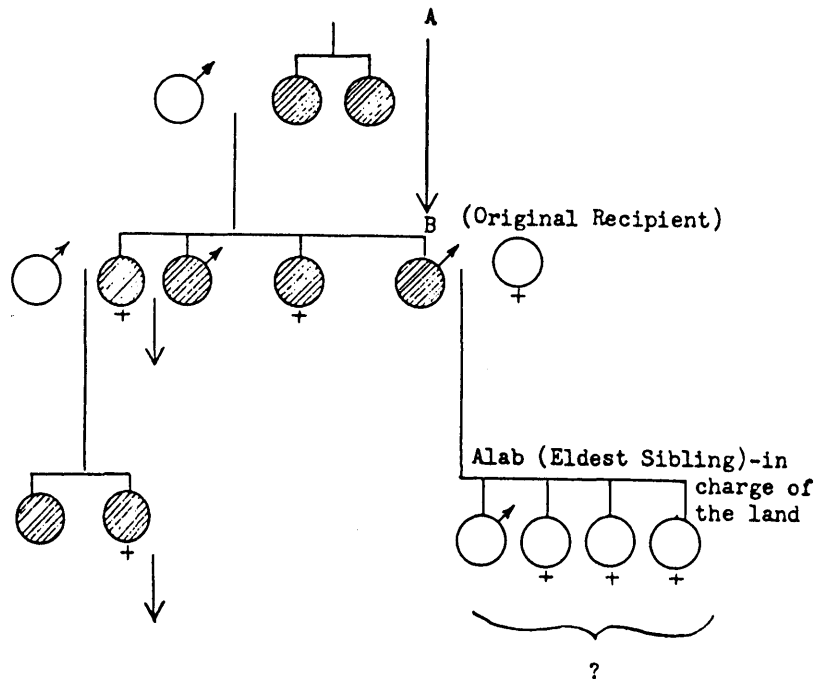 A
B (Original Recipient)
Alab (Eldest Sibling)-in
charge of
the land
?